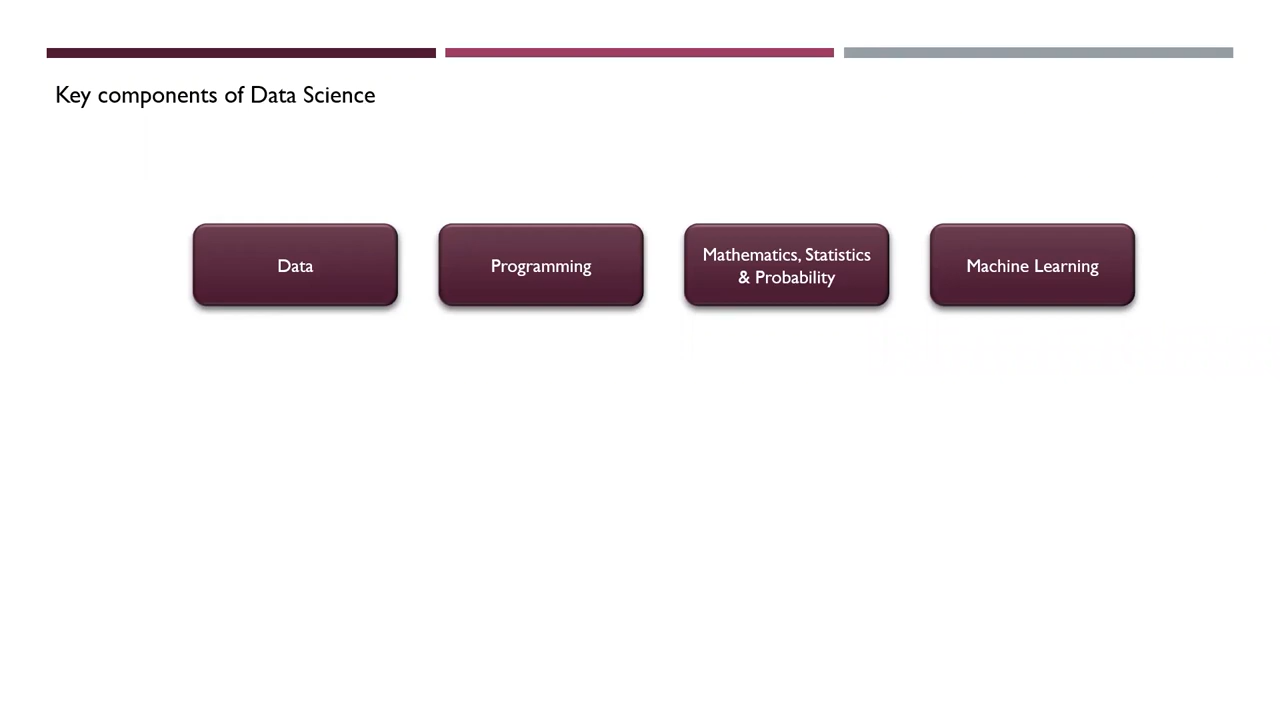 Key components of Data Science
Data
Programming
Mathematics, Statistics
& Probability
Machine Learning